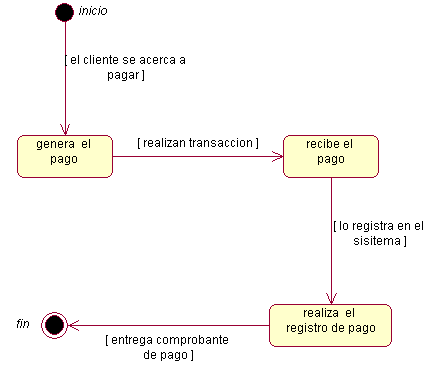 inicio
[ el cliente se acerca a
pagar ]
genera el
pago
[ realizan transaccion ]
recibe el
pago
[ lo registra en el
sisitema ]
realiza el
registro de pago
[ entrega comprobante
de pago ]
fin